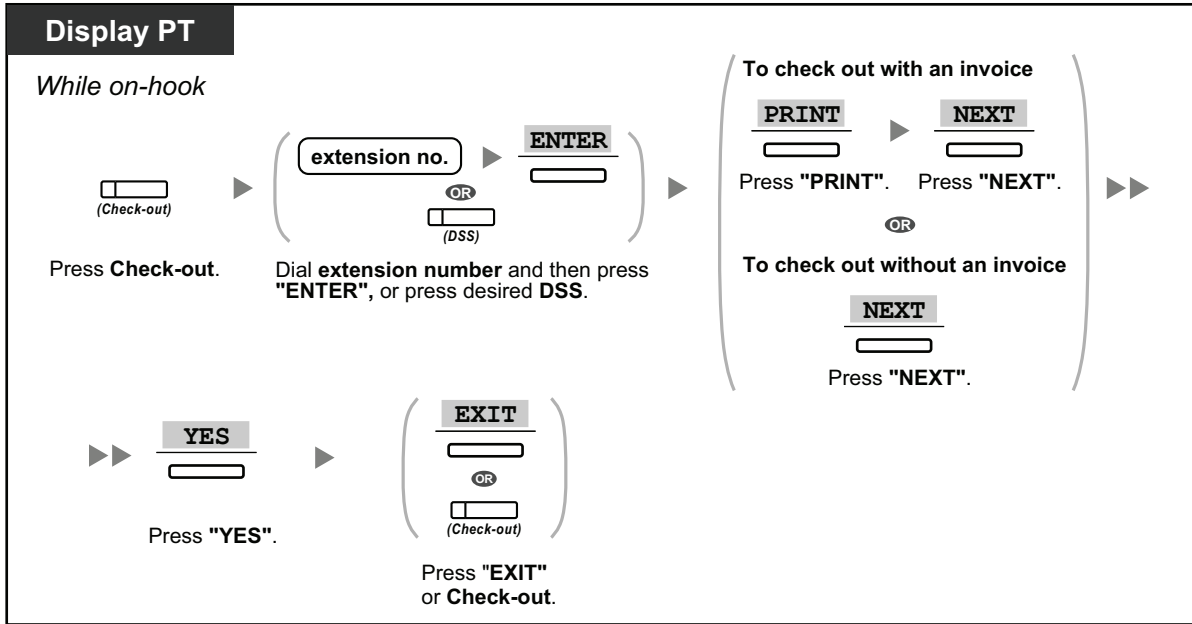 Display PT
While on-hook
(Check-out)
Press Check-out.
extension no.
ENTER
OR
(DSS)
Dial extension number and then press
"ENTER", or press desired DSS.
To check out with an invoice
PRINT
NEXT
Press "PRINT".
Press "NEXT".
OR
To check out without an invoice
NEXT
Press "NEXT".
YES
Press "YES".
EXIT
OR
(Check-out)
Press "EXIT"
or Check-out.